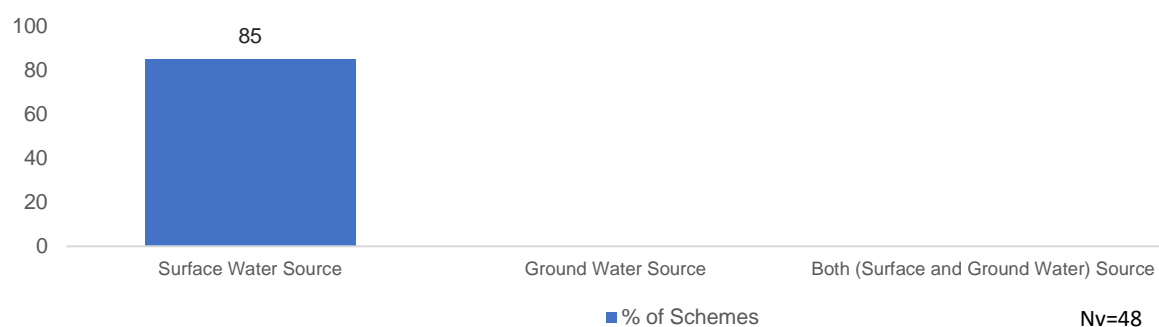 100
85
80
60
40
20
0
Surface Water Source Ground Water Source Both (Surface and Ground Water) Source
% of Schemes
Nv=48